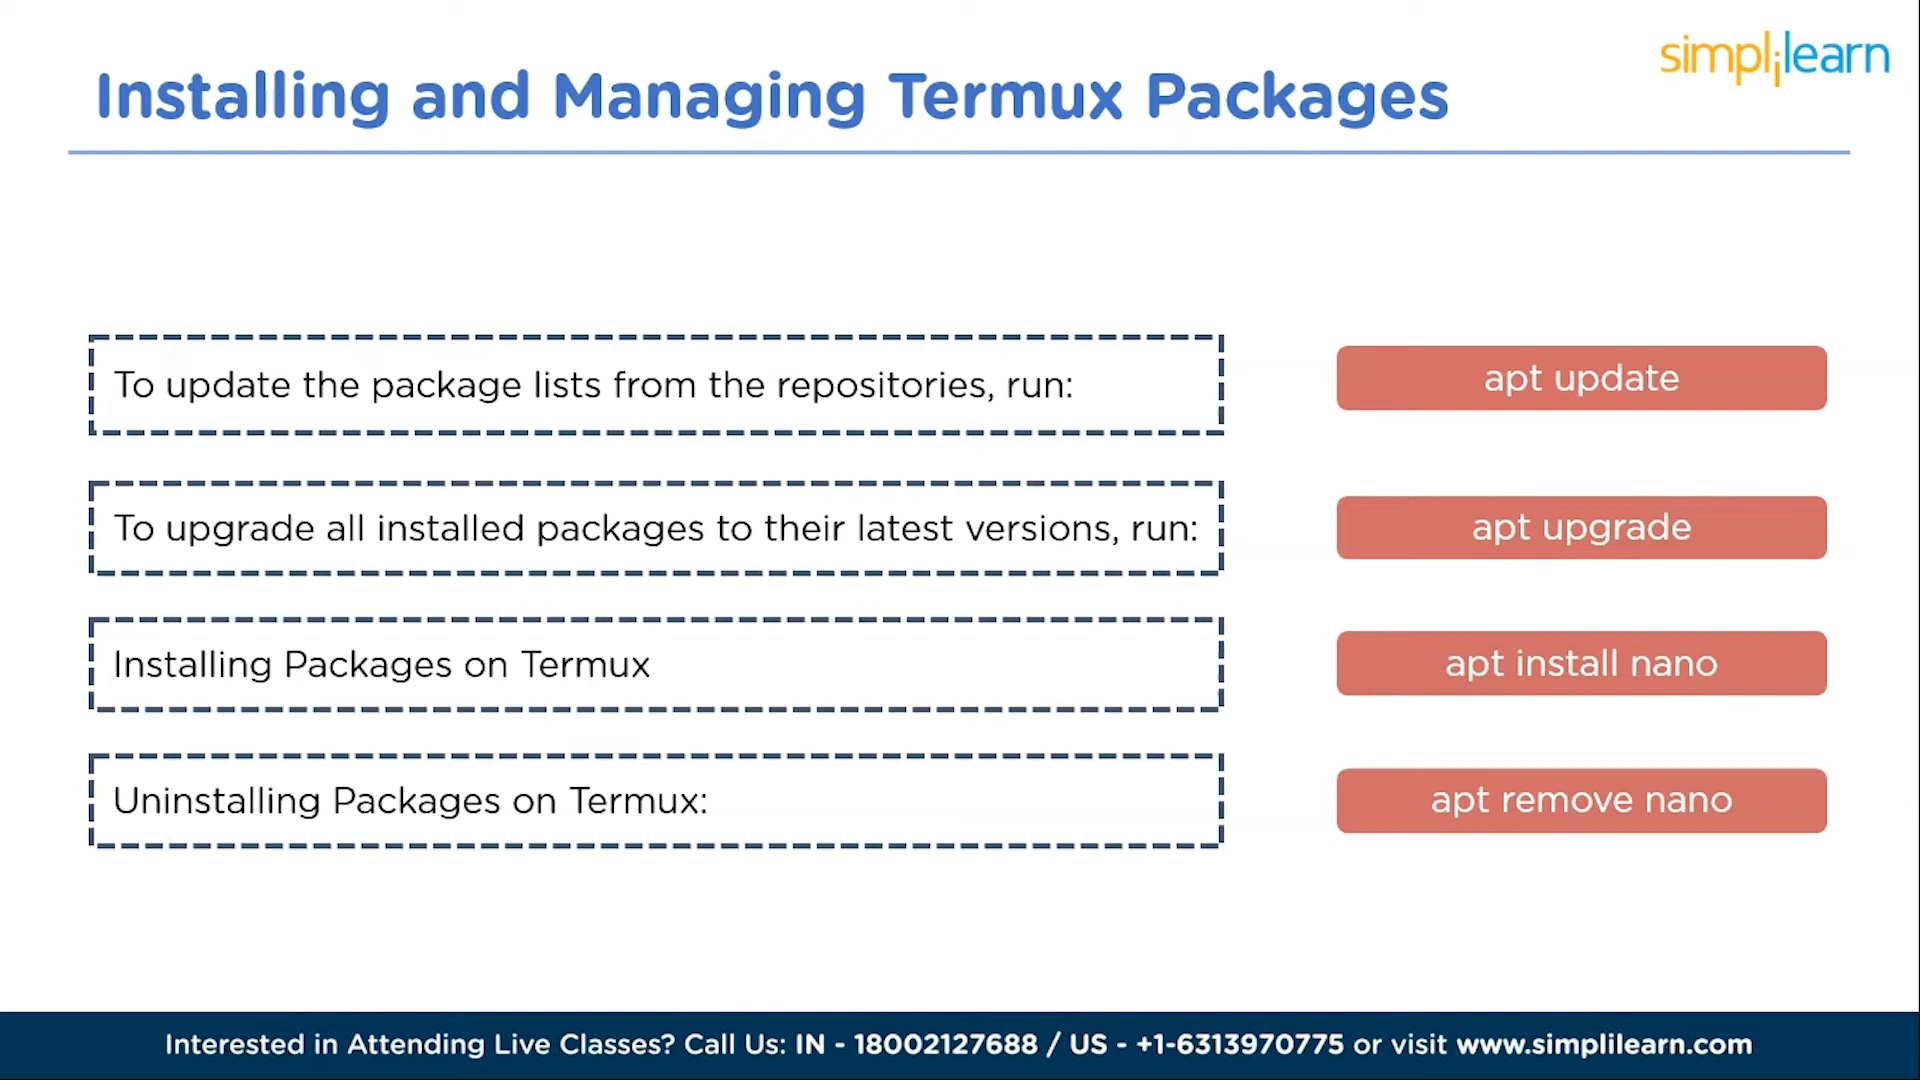 simplilearn
Installing and Managing Termux Packages
To update the package lists from the repositories, run:
apt update
To upgrade all installed packages to their latest versions, run:
apt upgrade
Installing Packages on Termux
apt install nano
Uninstalling Packages on Termux:
apt remove nano
Interested in Attending Live Classes? Call Us: IN - 18002127688 / US - +1-6313970775 or visit www.simplilearn.com